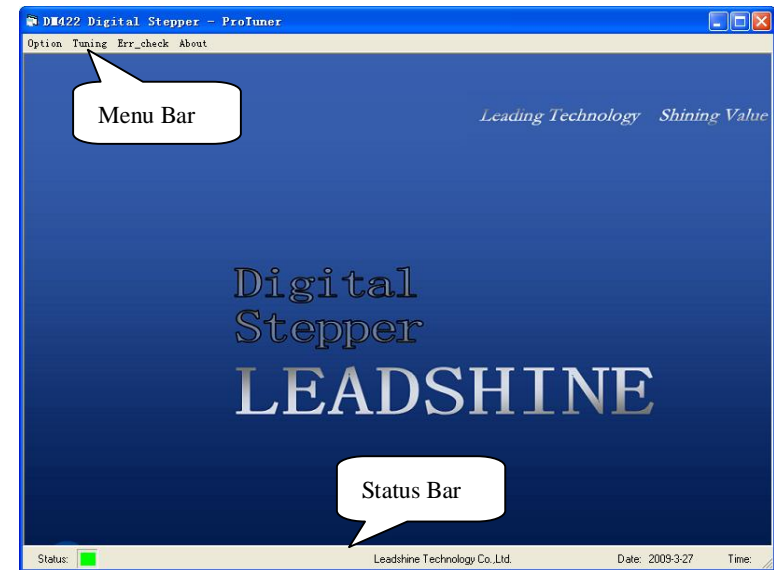 DM422 Digital Stepper - ProTuner
Option Tuning Err_check About
Menu Bar
Leading Technology Shining Value
Digital
Stepper
LEADSHINE
Status Bar
Status: Leadshine Technology Co.,Ltd. Date: 2009-3-27 Time: